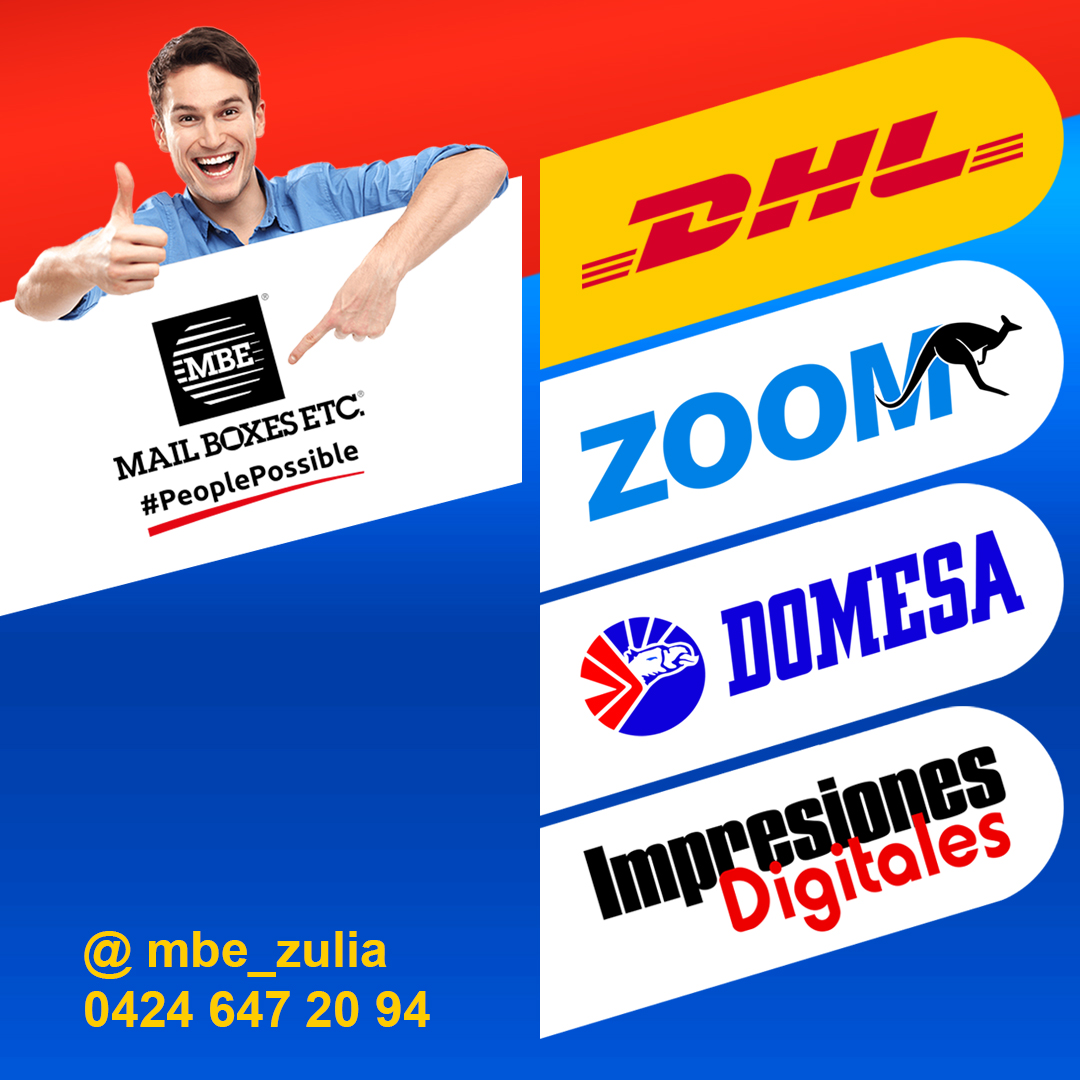 MBE
MAIL BOXES ETC.®
#PeoplePossible
@ mbe_zulia
0424 647 20 94
DHL
ZOOM
DOMESA
Impresiones
Digitales